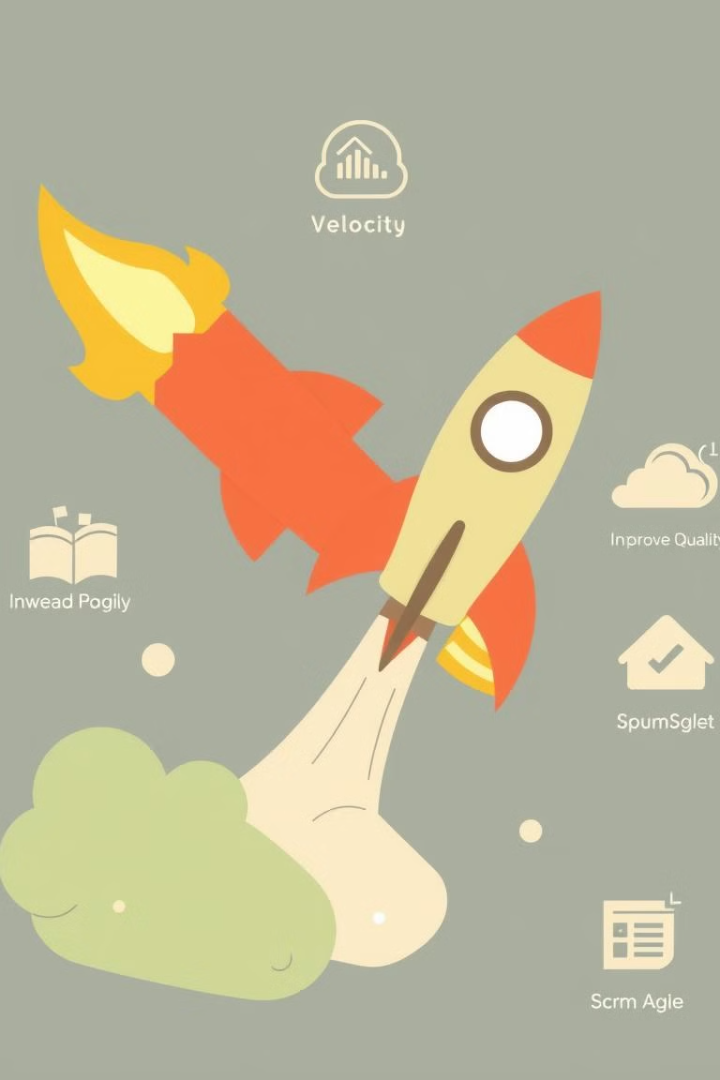 Velocity
Inprove Quality
Inwead Pogily
SpumSglet
Scrm Agle